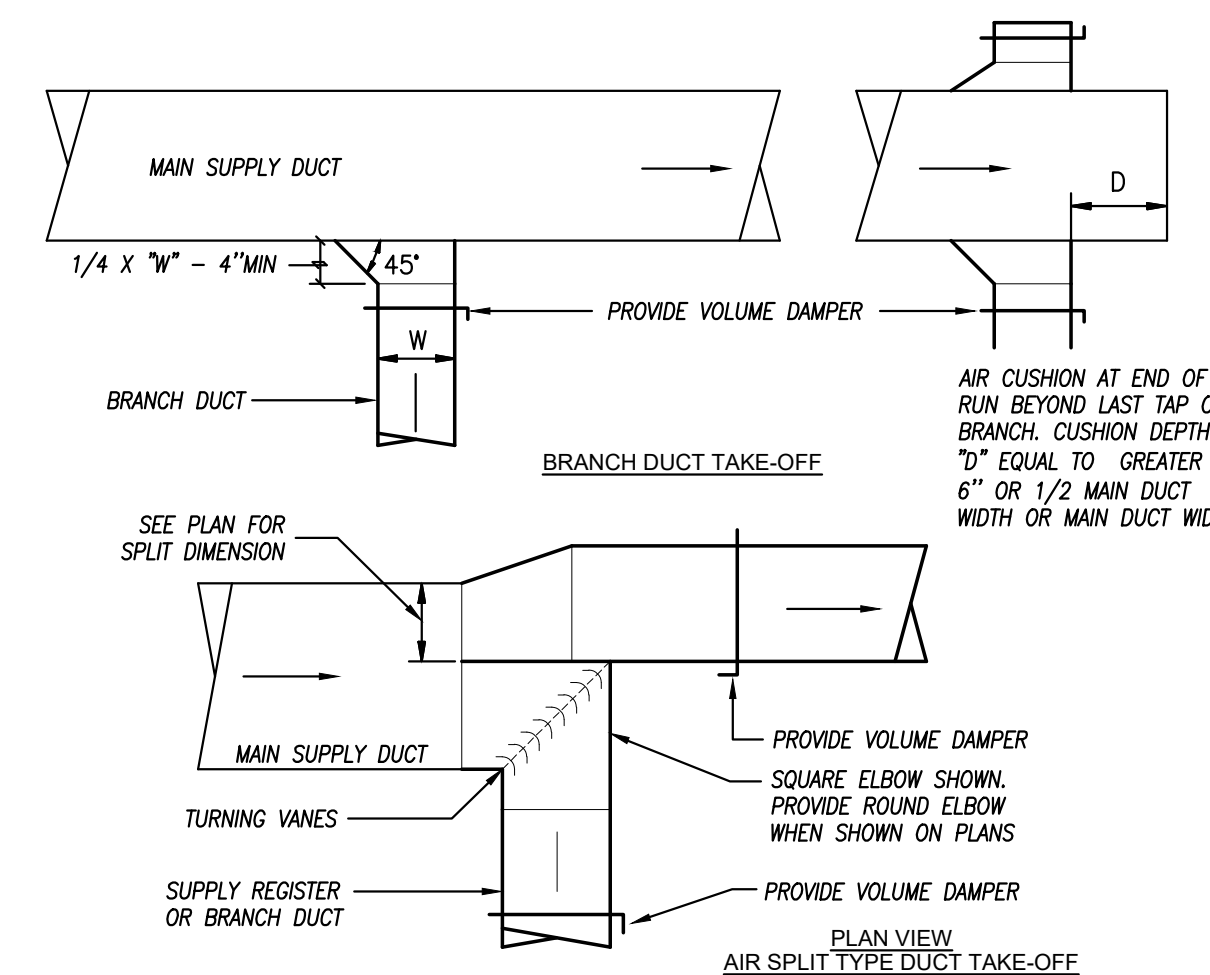 MAIN SUPPLY DUCT
D
1/4 X "W" - 4''MIN
45°
PROVIDE VOLUME DAMPER
W
BRANCH DUCT
AIR CUSHION AT END OF
RUN BEYOND LAST TAP
BRANCH. CUSHION DEPTH
"D" EQUAL TO GREATER
6'' OR 1/2 MAIN DUCT
WIDTH OR MAIN DUCT
BRANCH DUCT TAKE-OFF
SEE PLAN FOR
SPLIT DIMENSION
MAIN SUPPLY DUCT
TURNING VANES
PROVIDE VOLUME DAMPER
SQUARE ELBOW SHOWN.
PROVIDE ROUND ELBOW
WHEN SHOWN ON PLANS
SUPPLY REGISTER
OR BRANCH DUCT
PROVIDE VOLUME DAMPER
PLAN VIEW
AIR SPLIT TYPE DUCT TAKE-OFF